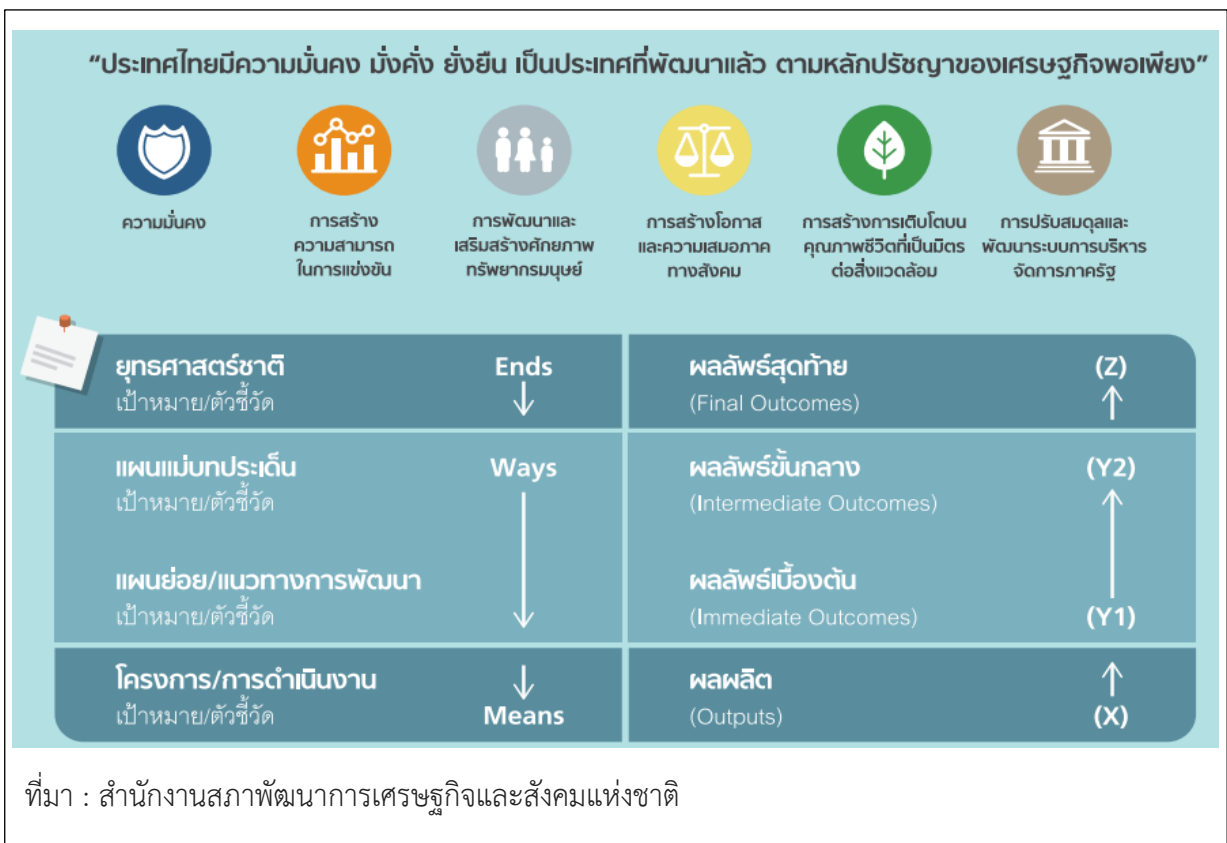 “ประเทศไทยมีความมั่นคง มั่งคั่ง ยั่งยืน เป็นประเทศที่พัฒนาแล้ว ตามหลักปรัชญาของเศรษฐกิจพอเพียง”
ความมั่นคง
การสร้าง
ความสามารถ
ในการแข่งขัน
การพัฒนาและ
เสริมสร้างศักยภาพ
ทรัพยากรมนุษย์
การสร้างโอกาส
และความเสมอภาค
ทางสังคม
การสร้างการเติบโตบน
คุณภาพชีวิตที่เป็นมิตร
ต่อสิ่งแวดล้อม
การปรับสมดุลและ
พัฒนาระบบการบริหาร
จัดการภาครัฐ
ยุทธศาสตร์ชาติ Ends
เป้าหมาย/ตัวชี้วัด
ผลลัพธ์สุดท้าย (Z)
(Final Outcomes)
แผนแม่บทประเด็น Ways
เป้าหมาย/ตัวชี้วัด
ผลลัพธ์ขั้นกลาง (Y2)
(Intermediate Outcomes)
แผนย่อย/แนวทางการพัฒนา
เป้าหมาย/ตัวชี้วัด
ผลลัพธ์เบื้องต้น
(Immediate Outcomes) (Y1)
โครงการ/การดำเนินงาน
เป้าหมาย/ตัวชี้วัด Means
ผลผลิต
(Outputs) (X)
ที่มา : สำนักงานสภาพัฒนาการเศรษฐกิจและสังคมแห่งชาติ